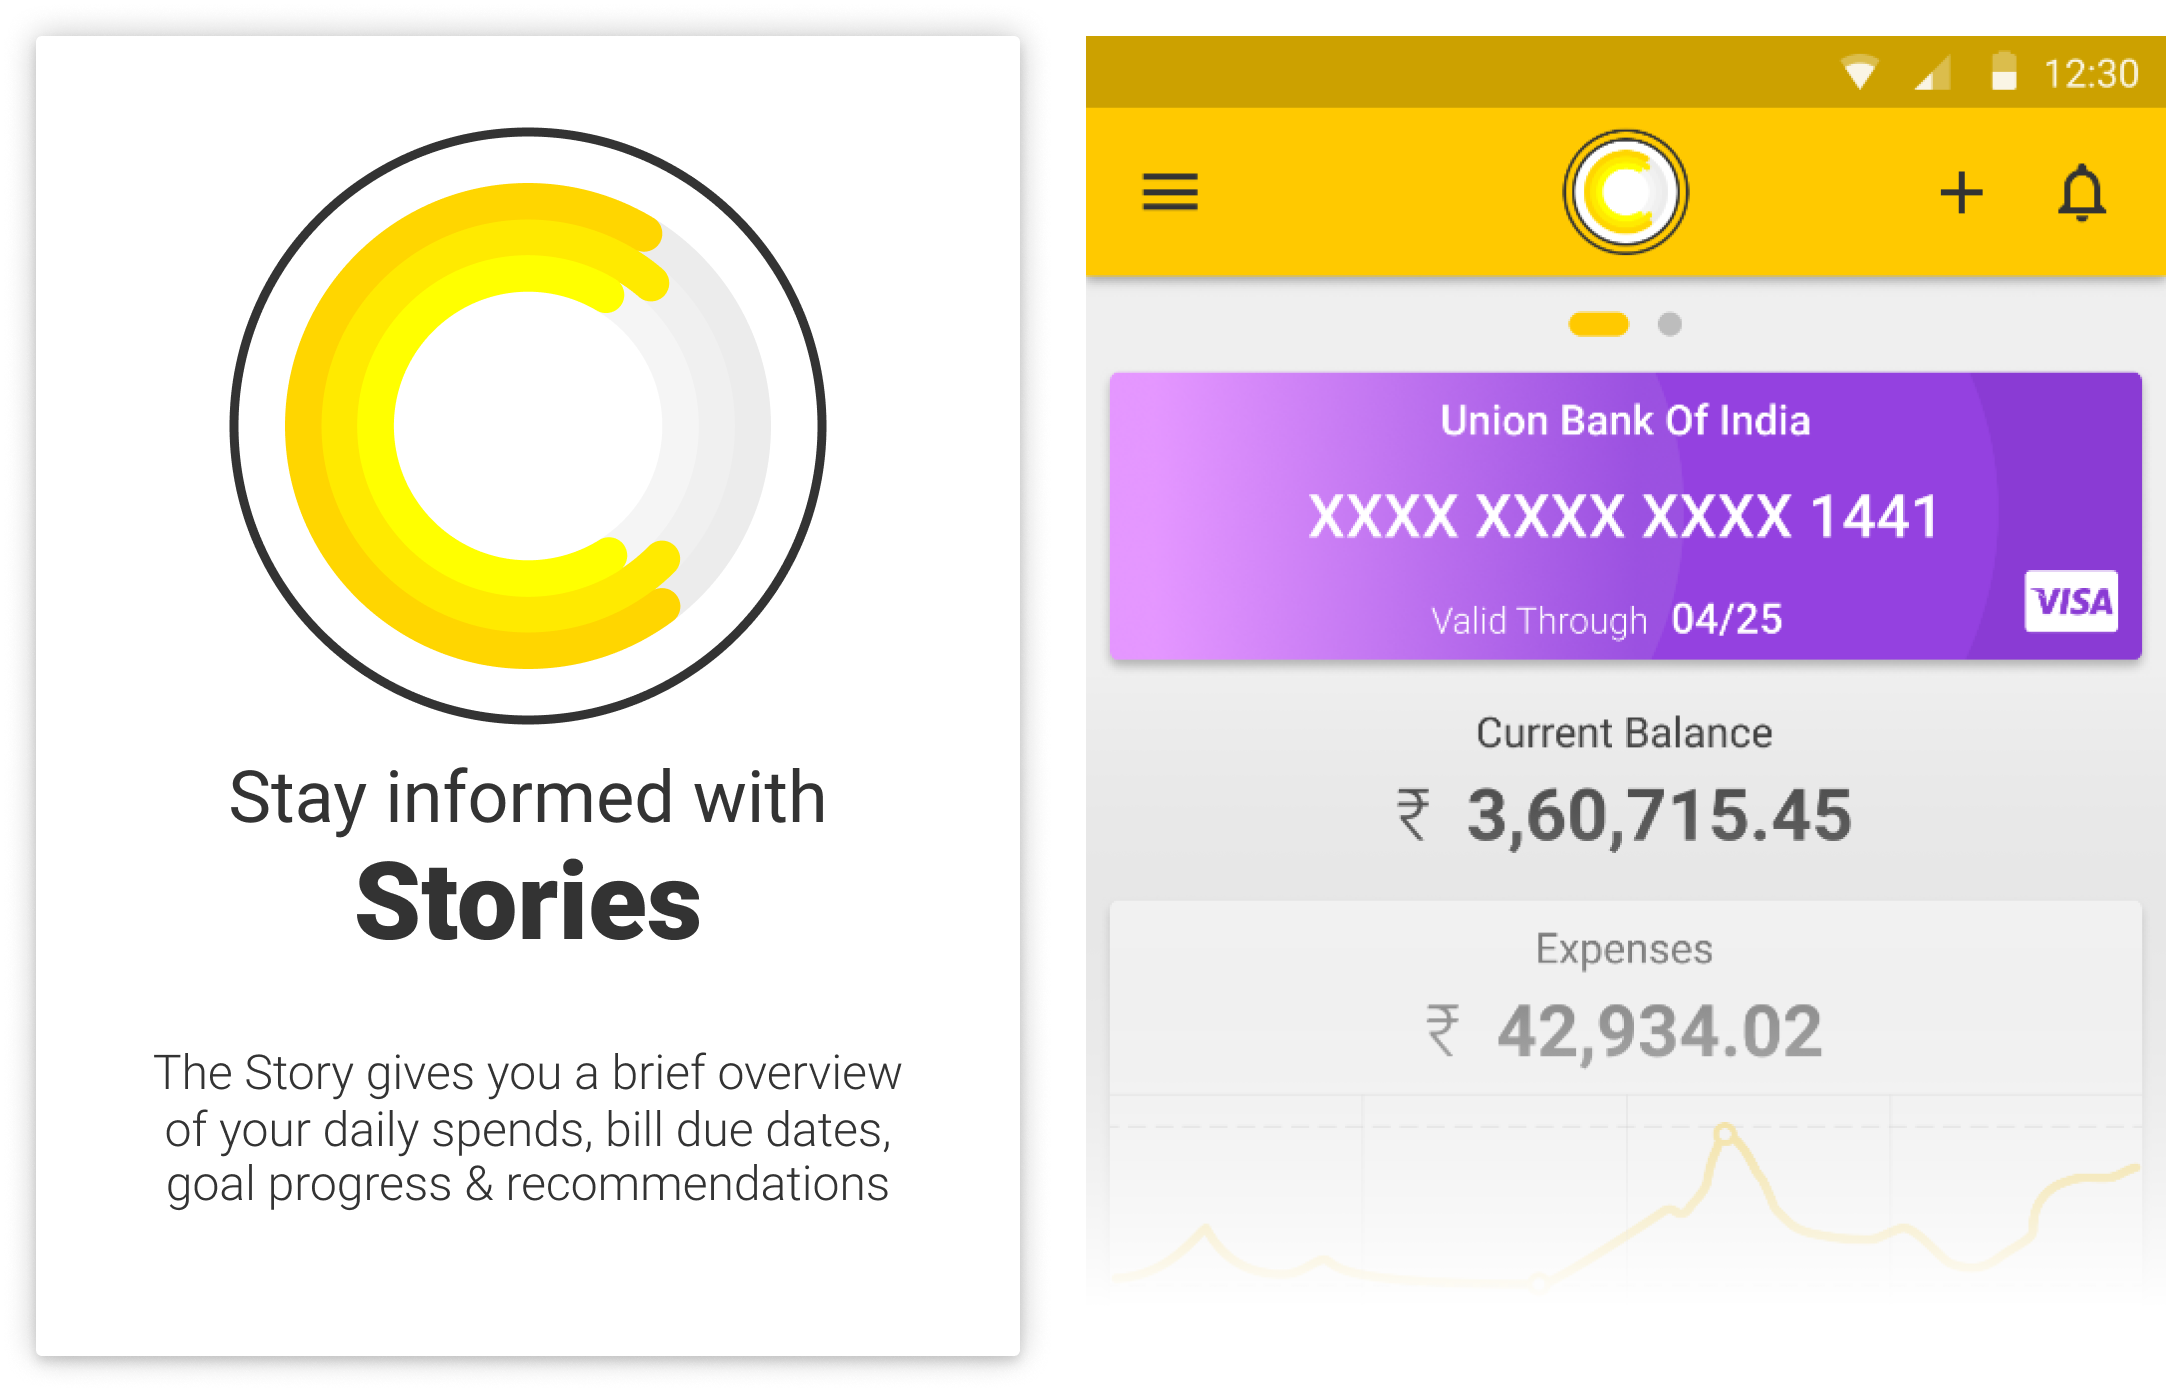 Stay informed with
Stories
The Story gives you a brief overview
of your daily spends, bill due dates,
goal progress & recommendations
12:30
Union Bank Of India
XXXX XXXX XXXX 1441
Valid Through 04/25
VISA
Current Balance
₹ 3,60,715.45
Expenses
₹ 42,934.02